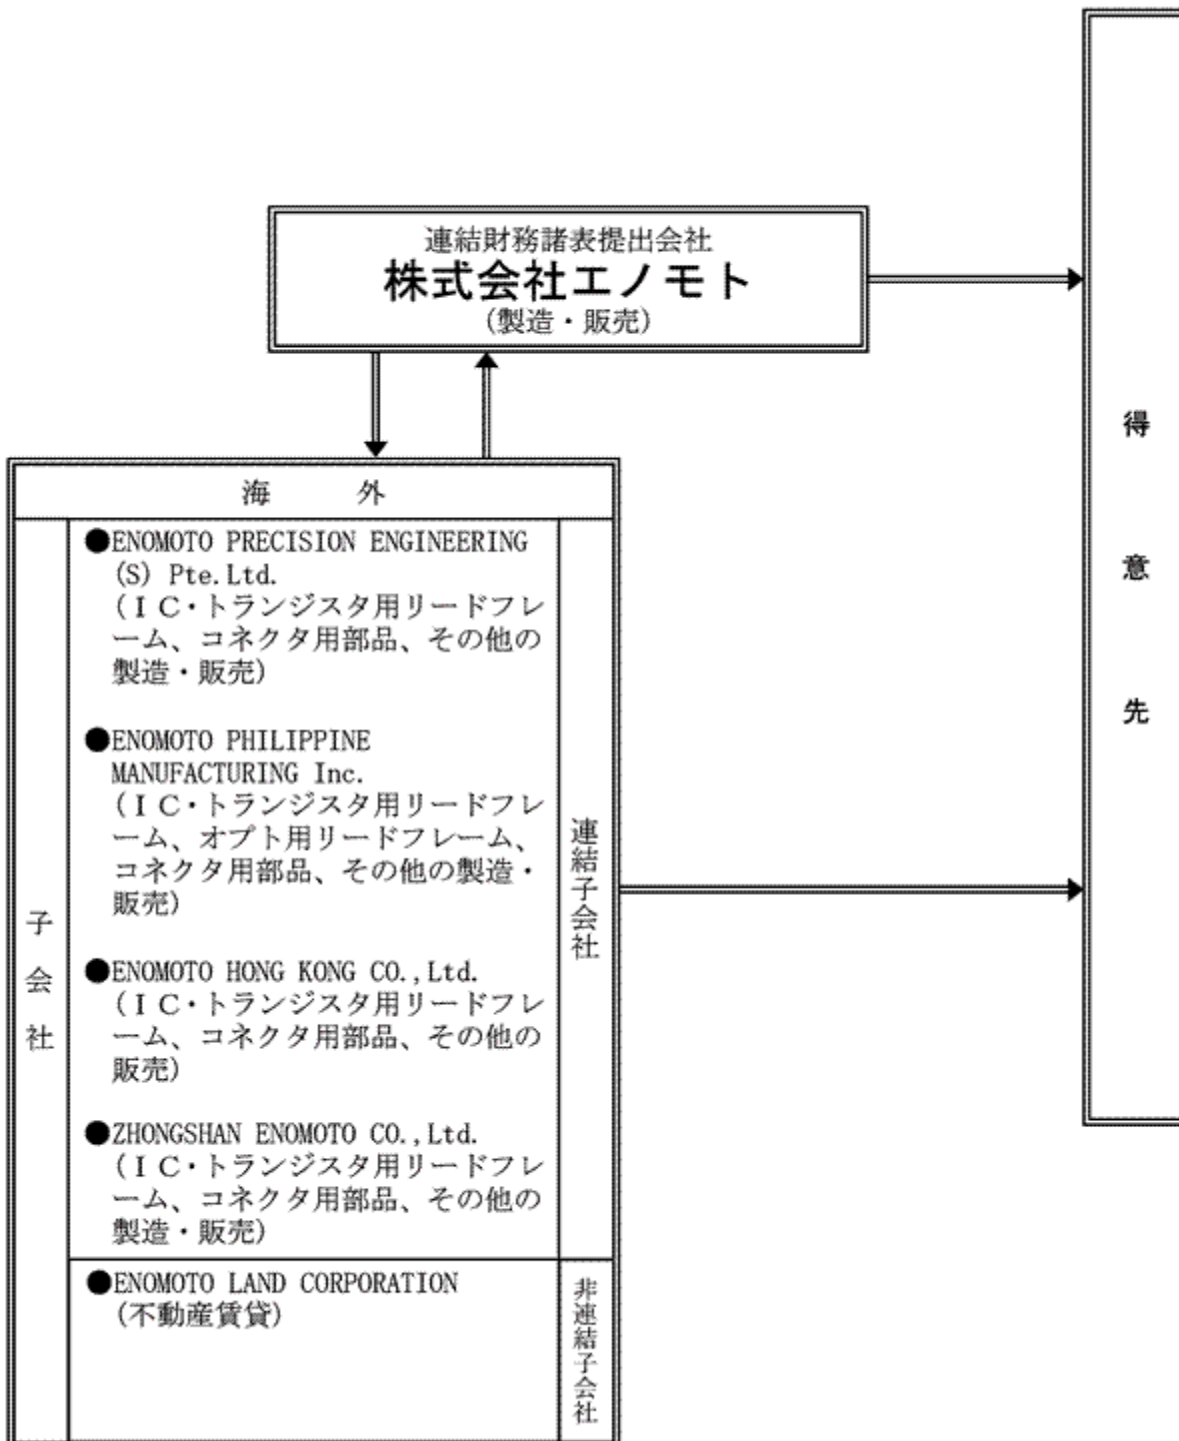 連結財務諸表提出会社
株式会社エノモト
(製造・販売)
得意先
海　外
子会社
●ENOMOTO PRECISION ENGINEERING
(S) Pte.Ltd.
(ＩＣ・トランジスタ用リードフレ
ーム、コネクタ用部品、その他の
製造・販売)
●ENOMOTO PHILIPPINE
MANUFACTURING Inc.
(ＩＣ・トランジスタ用リードフレ
ーム、オプト用リードフレーム、
コネクタ用部品、その他の製造・
販売)
●ENOMOTO HONG KONG CO.,Ltd.
(ＩＣ・トランジスタ用リードフレ
ーム、コネクタ用部品、その他の
販売)
●ZHONGSHAN ENOMOTO CO.,Ltd.
(ＩＣ・トランジスタ用リードフレ
ーム、コネクタ用部品、その他の
製造・販売)
連結子会社
●ENOMOTO LAND CORPORATION
(不動産賃貸)
非連結子会社